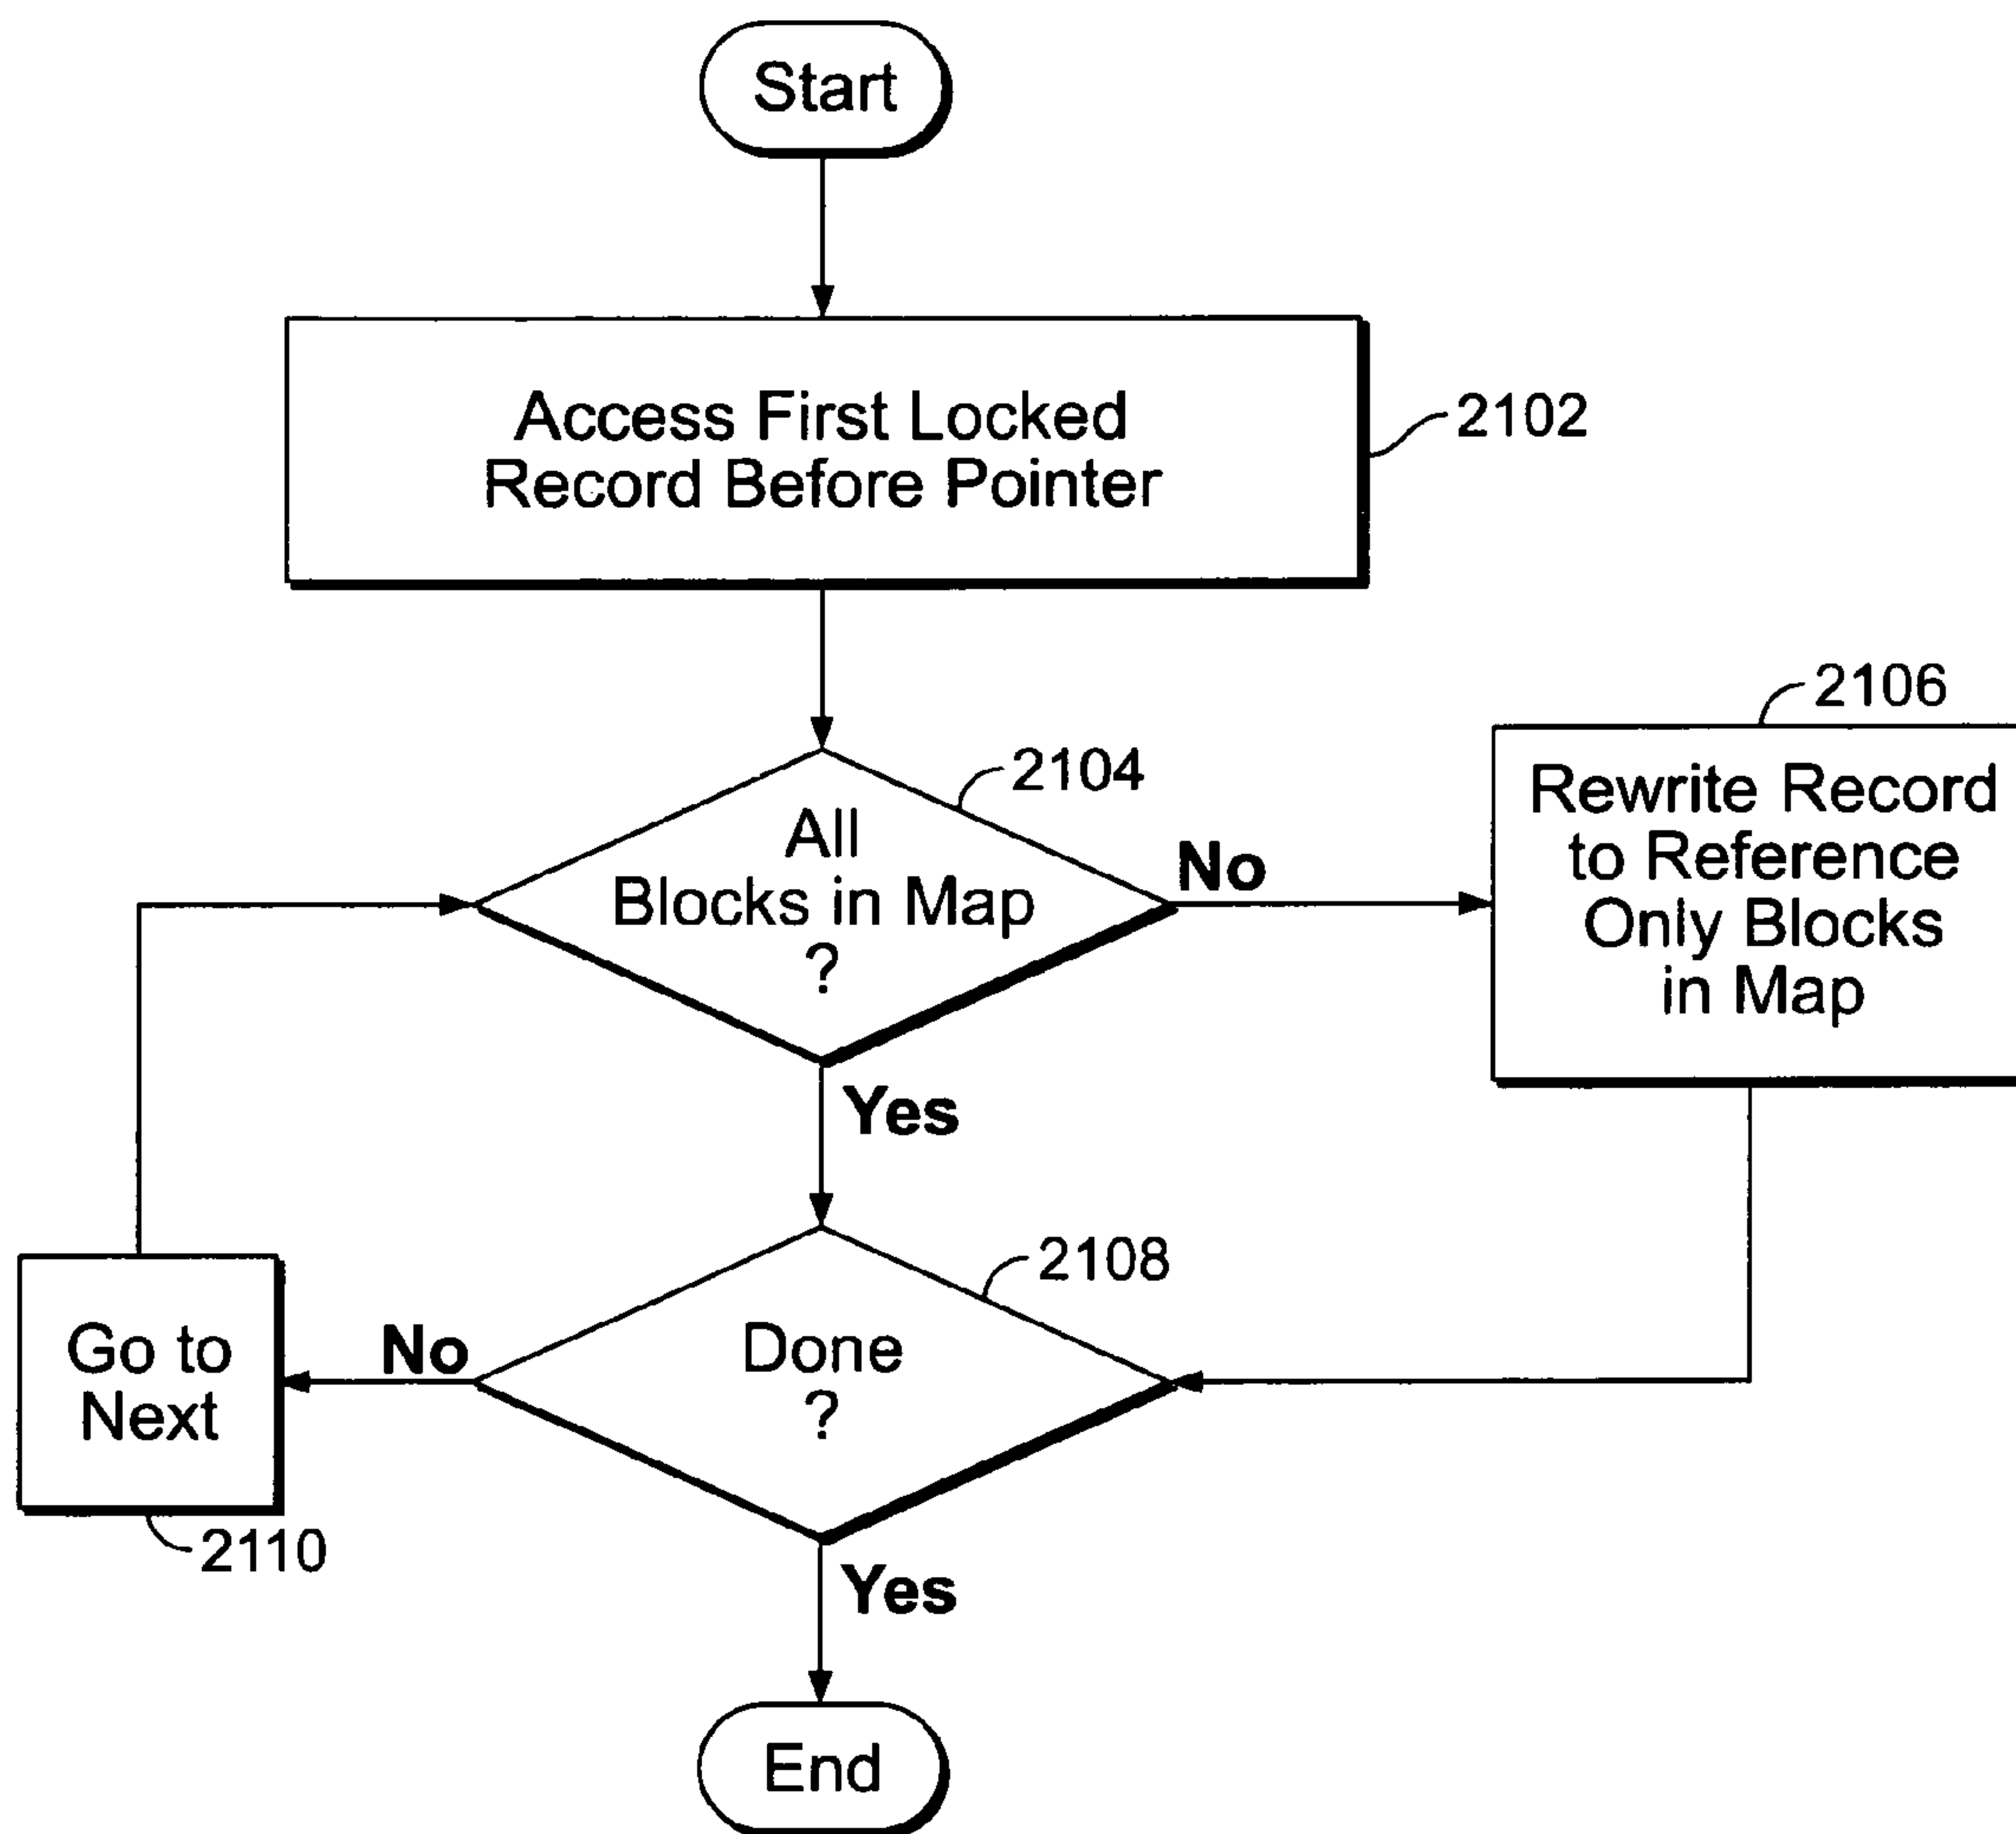 Start
Access First Locked
Record Before Pointer
2102
2106
2104
All
Blocks in Map
?
No
Rewrite Record
to Reference
Only Blocks
in Map
Yes
2108
Done
?
No
Go to
Next
2110
Yes
End